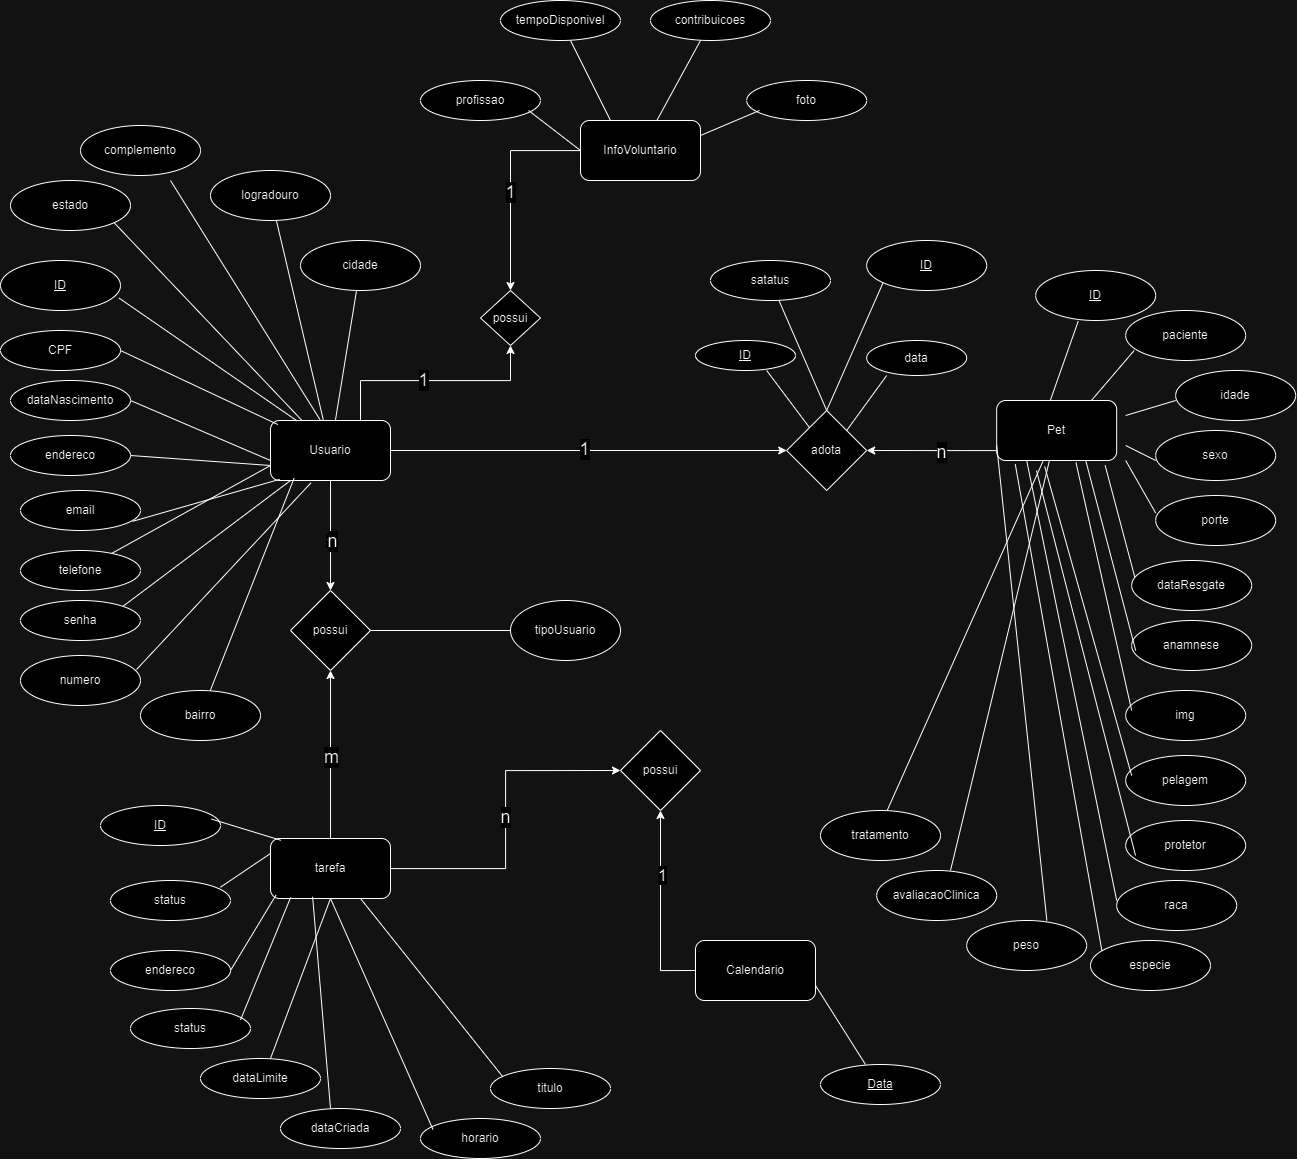 tempoDisponivel
contribuicoes
profissao
foto
InfoVoluntario
complemento
logradouro
estado
cidade
ID
CPF
dataNascimento
endereco
email
telefone
senha
numero
bairro
Usuario
1
possui
1
1
satatus
ID
ID
data
adota
n
ID
paciente
idade
Pet
sexo
porte
dataResgate
anamnese
img
pelagem
protetor
raca
especie
peso
avaliacaoClinica
tratamento
n
possui
tipoUsuario
m
possui
n
1
ID
tarefa
status
endereco
status
dataLimite
dataCriada
horario
titulo
Calendario
Data